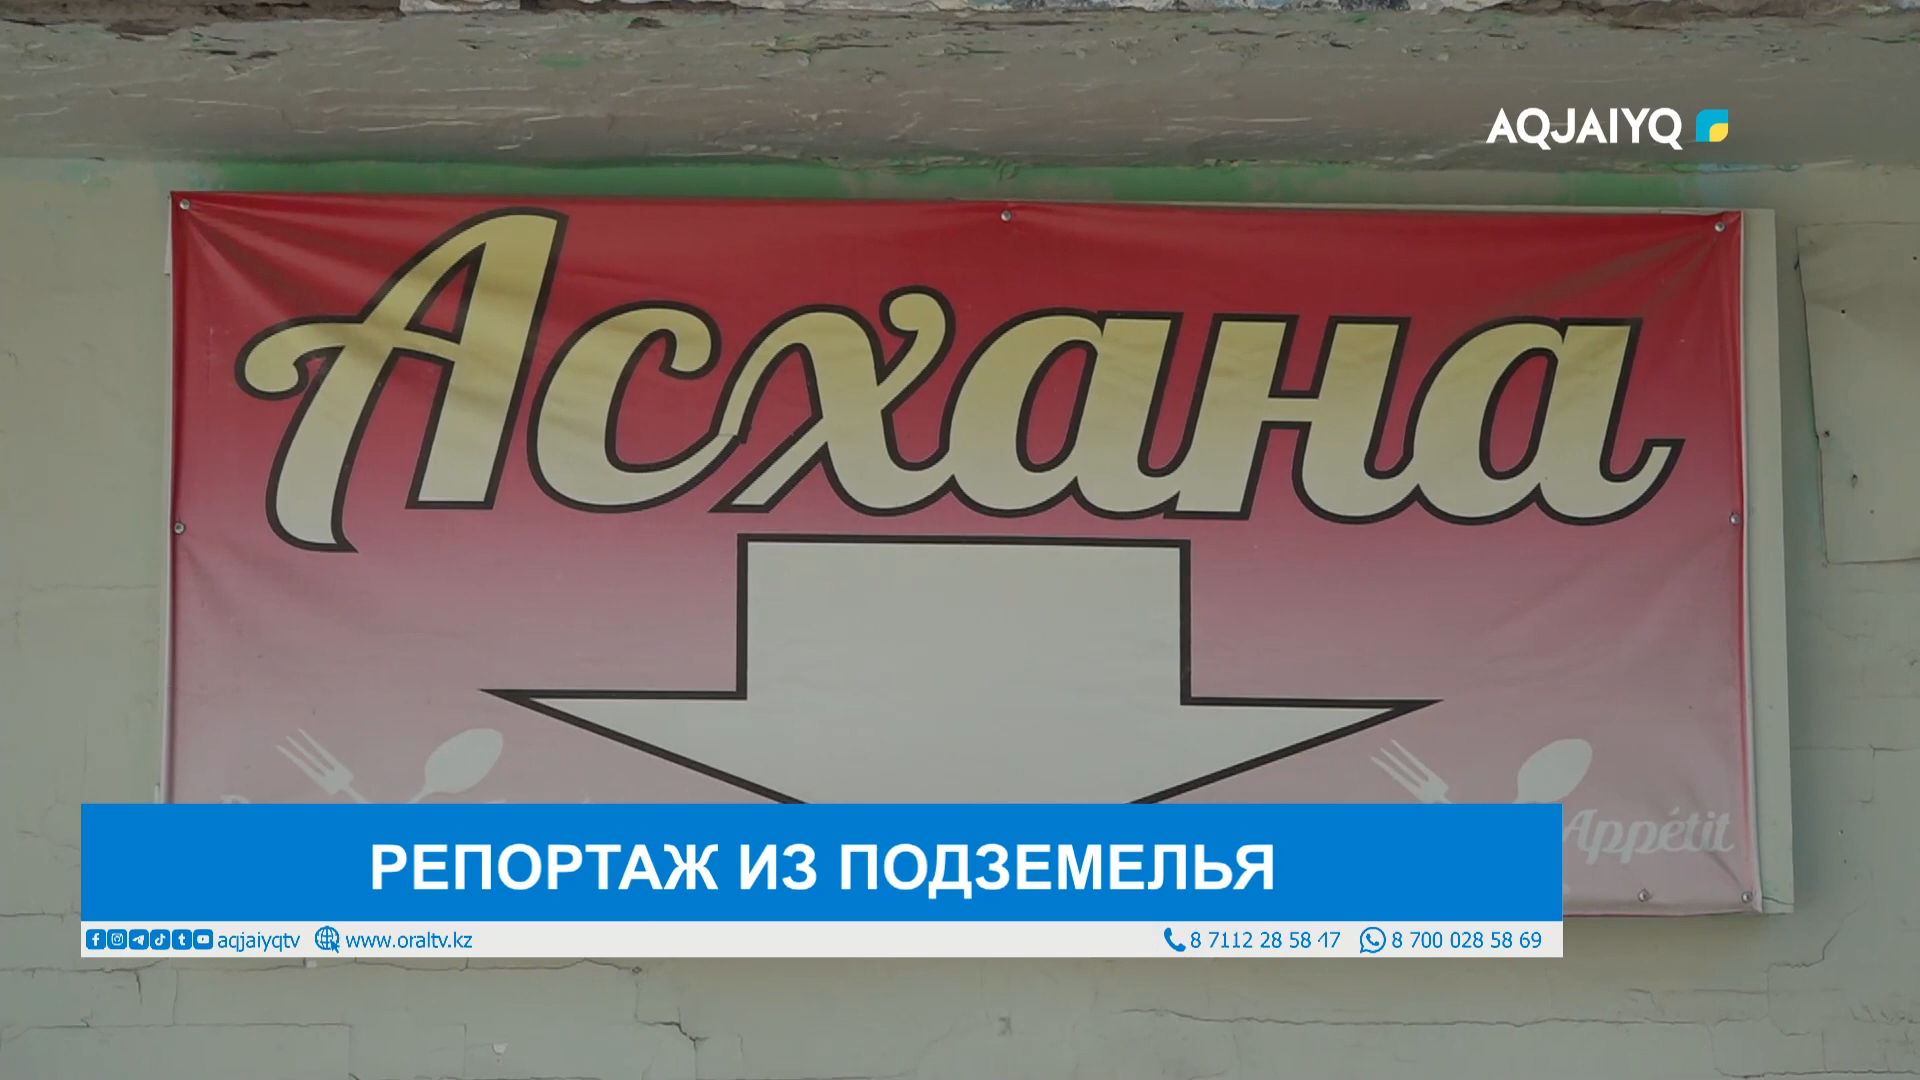 AQJAIYQ
Асхана
Appétit
РЕПОРТАЖ ИЗ ПОДЗЕМЕЛЬЯ
aqjaiyqtv www.oraltv.kz 8 7112 28 58 17 8 700 028 58 69